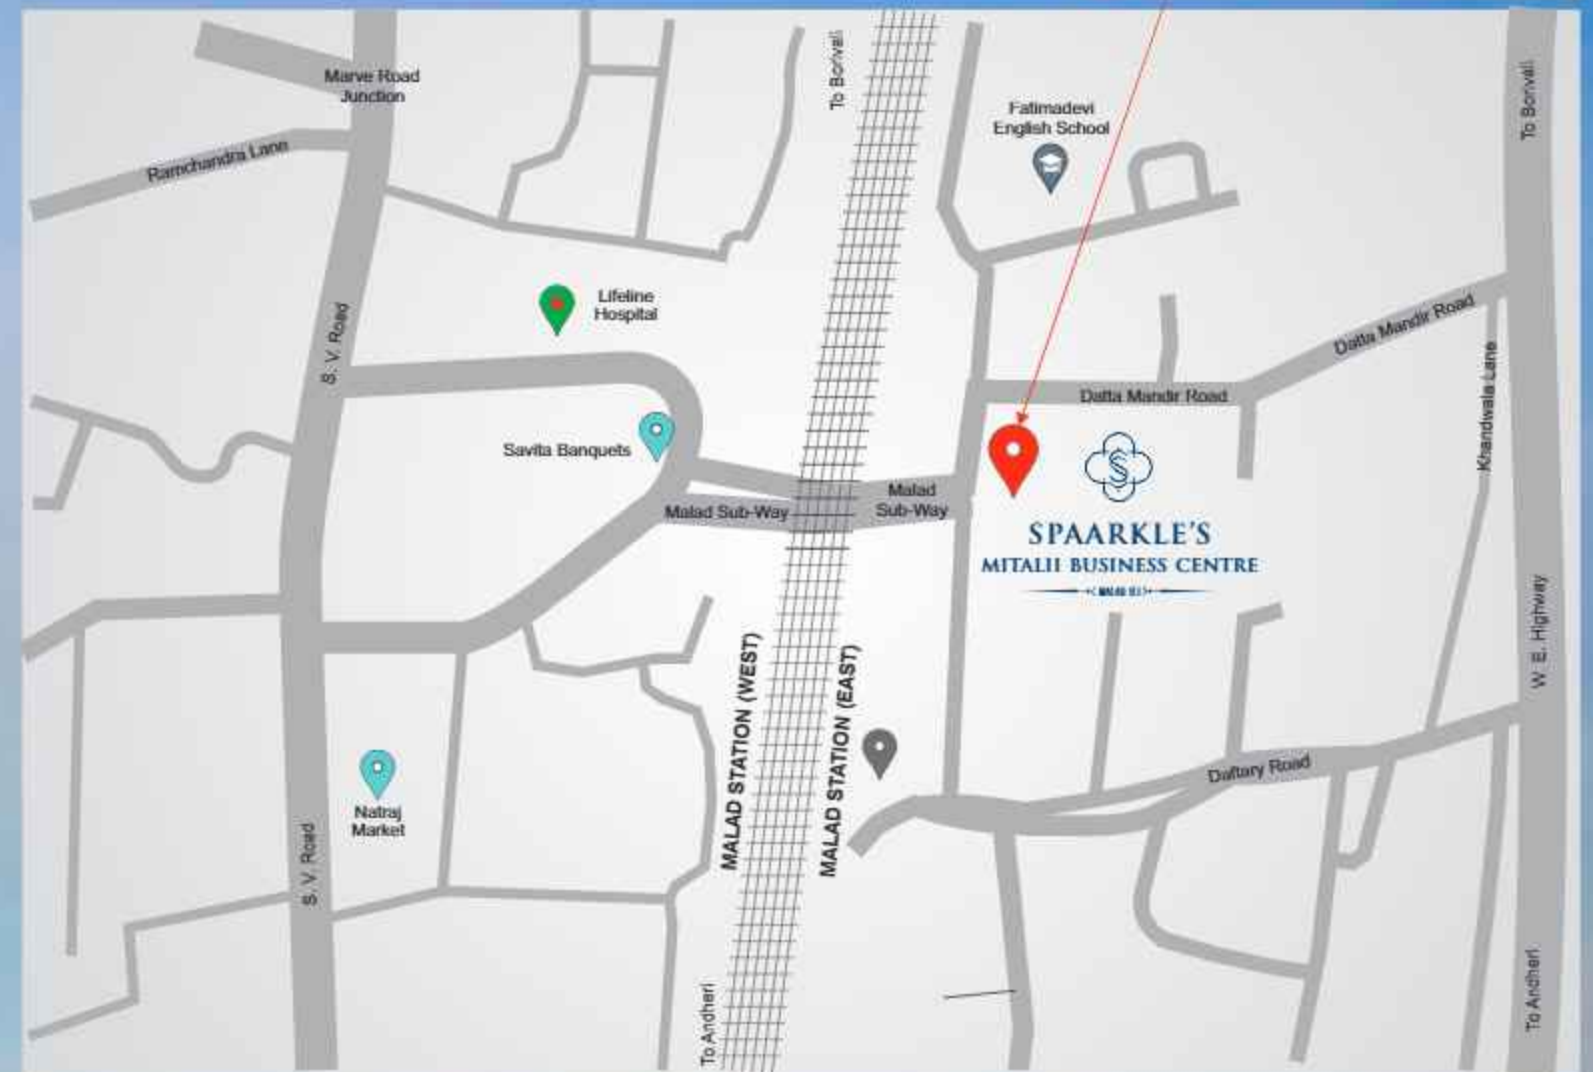 To Borivali
To Borivali
Marve Road
Junction
Fatimadevi
English School
Ramchandra Lane
Lifeline
Hospital
S. V. Road
Datta Mandir Road
Datta Mandir Road
Khandwala Lane
Savita Banquets
Malad Sub-Way
Malad
Sub-Way
S
SPAARKLE'S
MITALII BUSINESS CENTRE
W. E. Highway
MALAD STATION (WEST)
MALAD STATION (EAST)
Daftary Road
Natraj
Market
S. V. Road
To Andheri
To Andheri